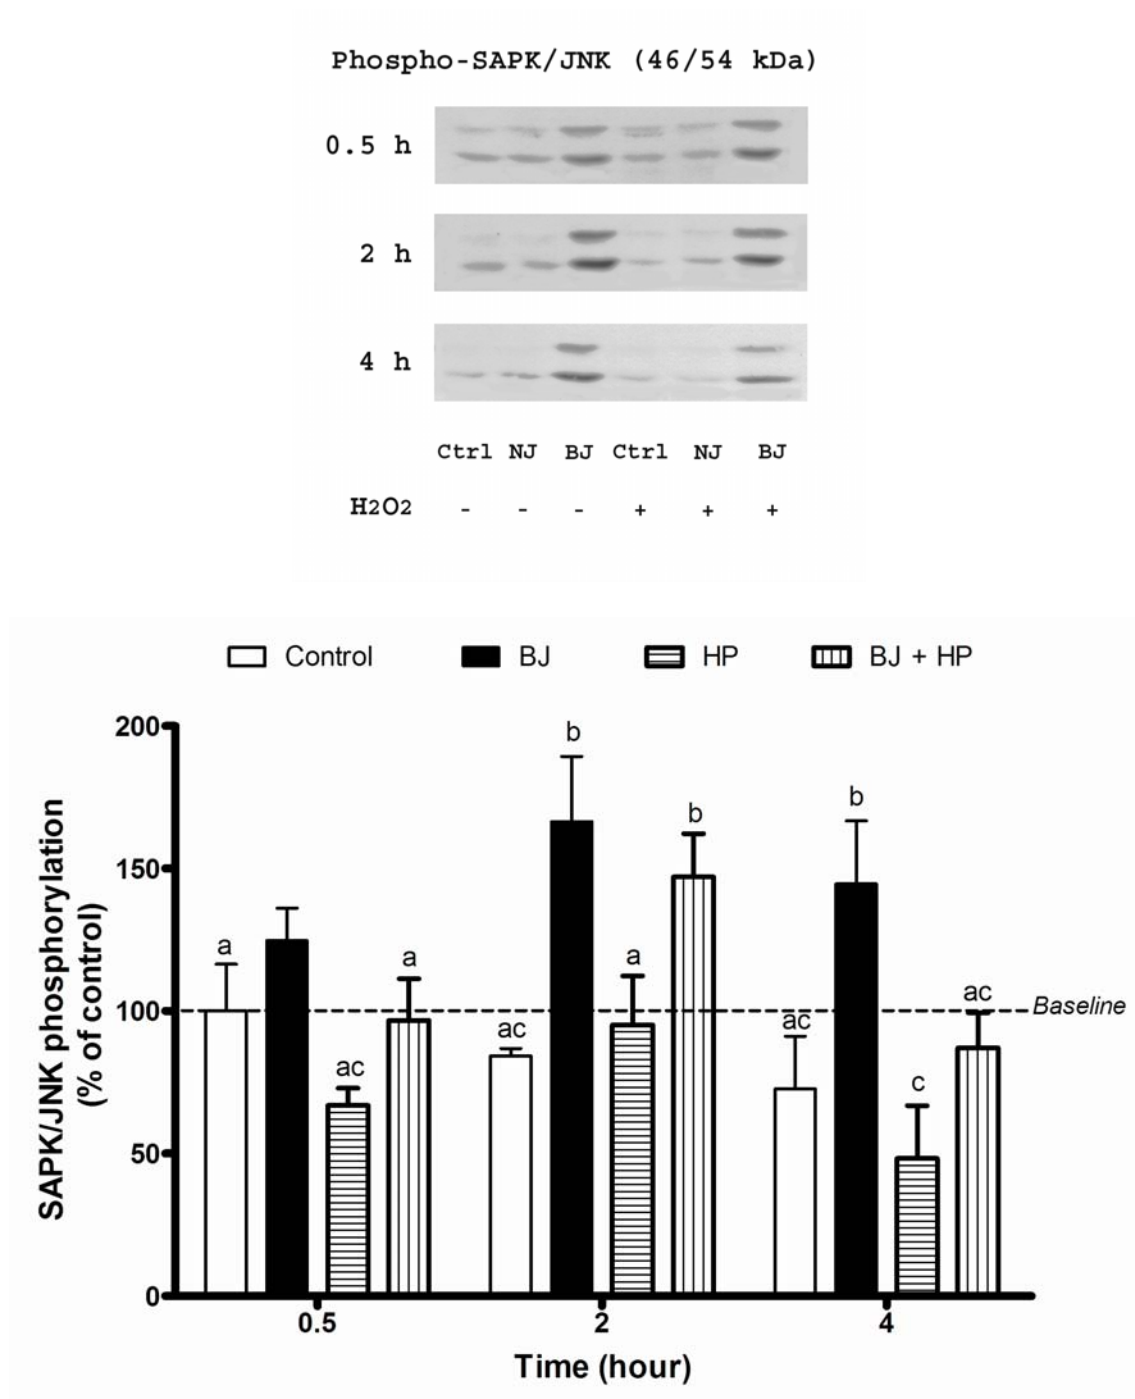 Phospho-SAPK/JNK (46/54 kDa)
0.5 h
2 h
4 h
Ctrl NJ BJ Ctrl NJ BJ
H2O2 - - - + + +
Control BJ HP BJ + HP
SAPK/JNK phosphorylation
(% of control)
200
150
100
50
0
a
ac
a
ac
b
a
b
ac
b
c
ac
Baseline
0.5 2 4
Time (hour)